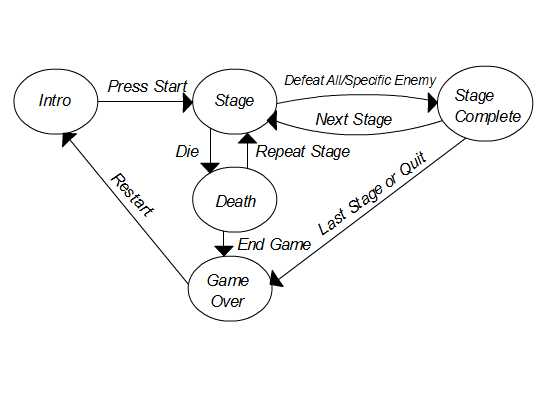 Defeat All/Specific Enemy
Press Start
Intro
Stage
Stage
Complete
Next Stage
Die
Repeat Stage
Last Stage or Quit
Restart
Death
End Game
Game
Over